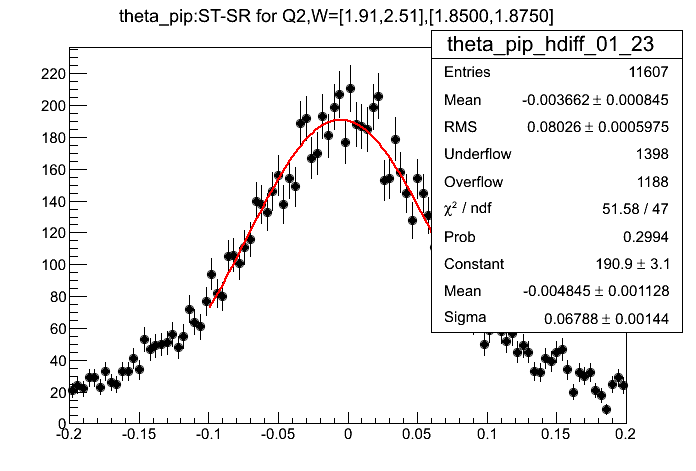 theta_pip:ST-SR for Q2,W=[1.91,2.51],[1.8500,1.8750]
theta_pip_hdiff_01_23
Entries 11607
Mean -0.003662 ± 0.000845
RMS 0.08026 ± 0.0005975
Underflow 1398
Overflow 1188
χ² / ndf 51.58 / 47
Prob 0.2994
Constant 190.9 ± 3.1
Mean -0.004845 ± 0.001128
Sigma 0.06788 ± 0.00144
220
200
180
160
140
120
100
80
60
40
20
0
-0.2 -0.15 -0.1 -0.05 0 0.05 0.1 0.15 0.2